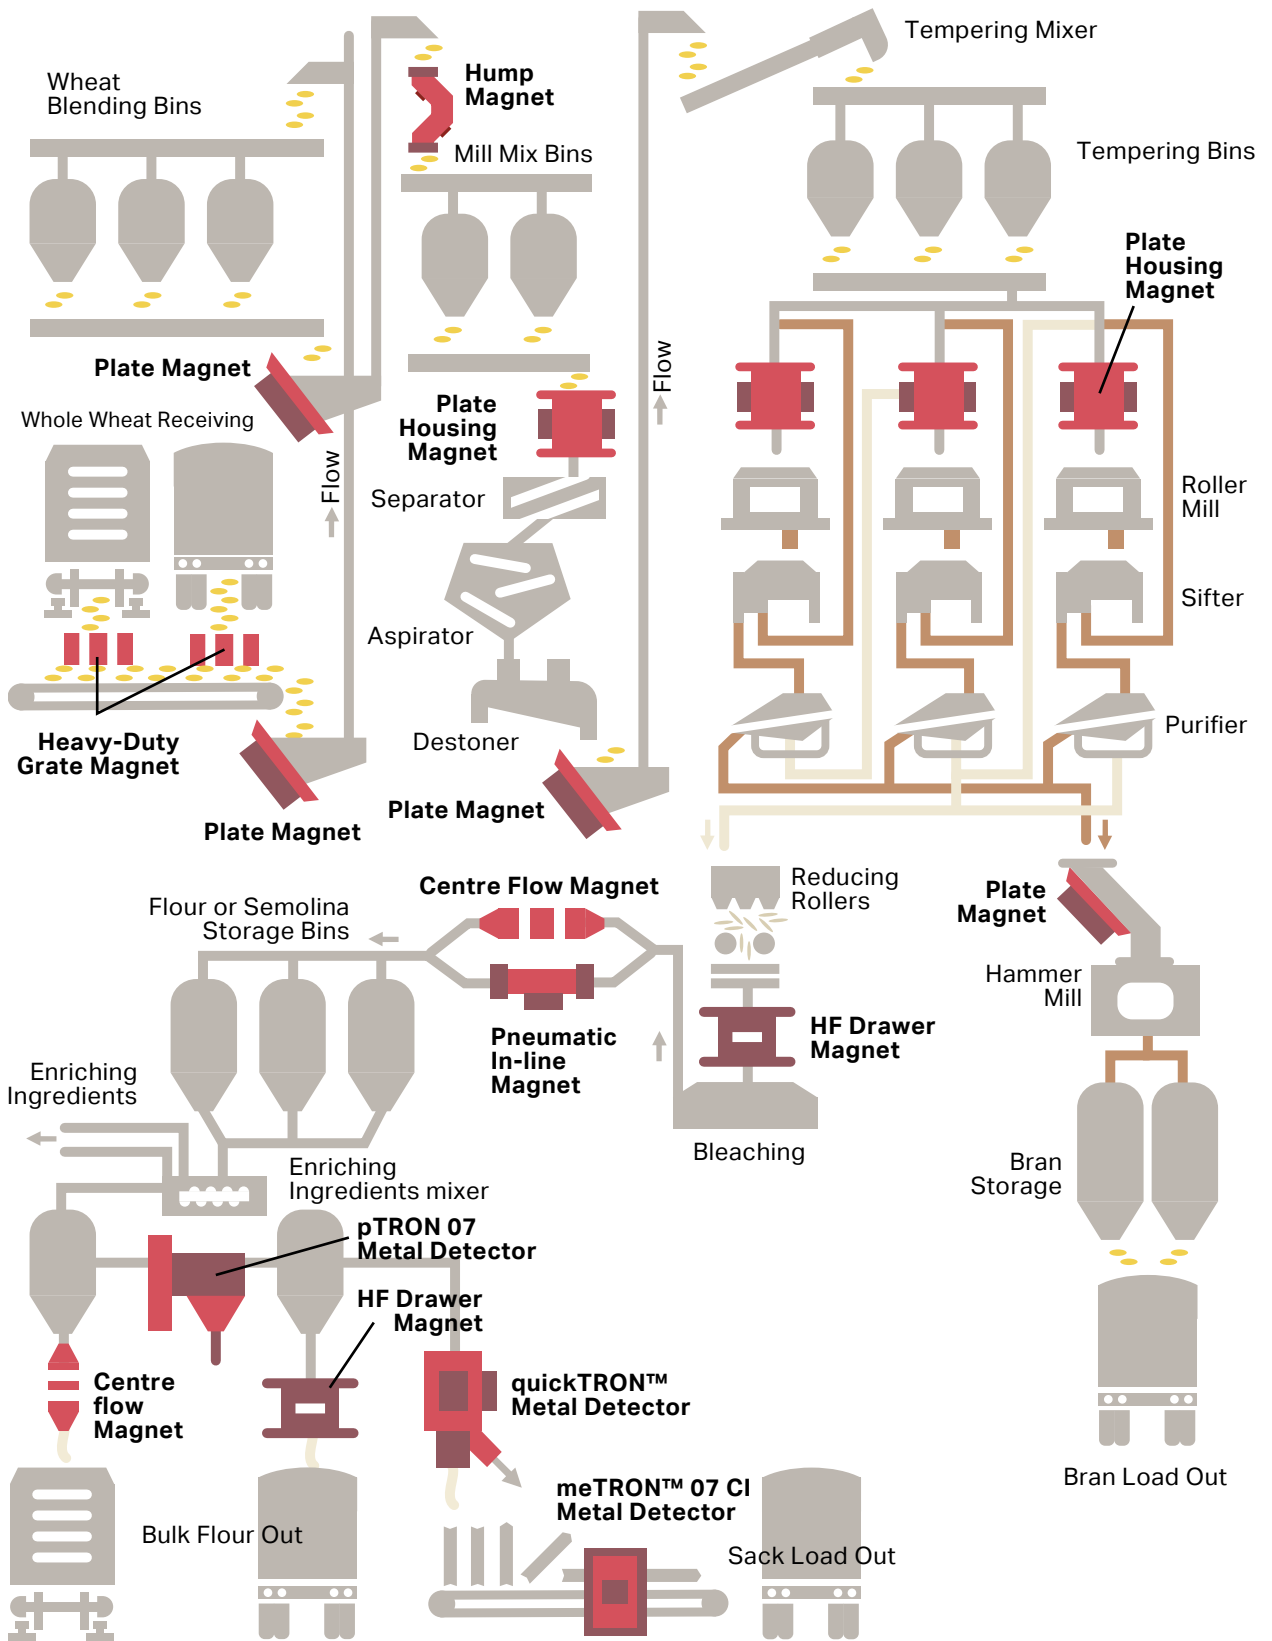 Tempering Mixer
Wheat
Blending Bins
Hump
Magnet
Mill Mix Bins
Tempering Bins
Plate
Housing
Magnet
Plate Magnet
Flow
Plate
Housing
Magnet
Whole Wheat Receiving
Flow
Separator
Roller
Mill
Aspirator
Sifter
Purifier
Destoner
Heavy-Duty
Grate Magnet
Plate Magnet
Plate Magnet
Centre Flow Magnet
Reducing
Rollers
Plate
Magnet
Flour or Semolina
Storage Bins
Hammer
Mill
Pneumatic
In-line
Magnet
HF Drawer
Magnet
Enriching
Ingredients
Bleaching
Enriching
Ingredients mixer
Bran
Storage
pTRON 07
Metal Detector
HF Drawer
Magnet
Centre
flow
Magnet
quickTRON™
Metal Detector
Bran Load Out
meTRON™ 07 CI
Metal Detector
Bulk Flour Out
Sack Load Out